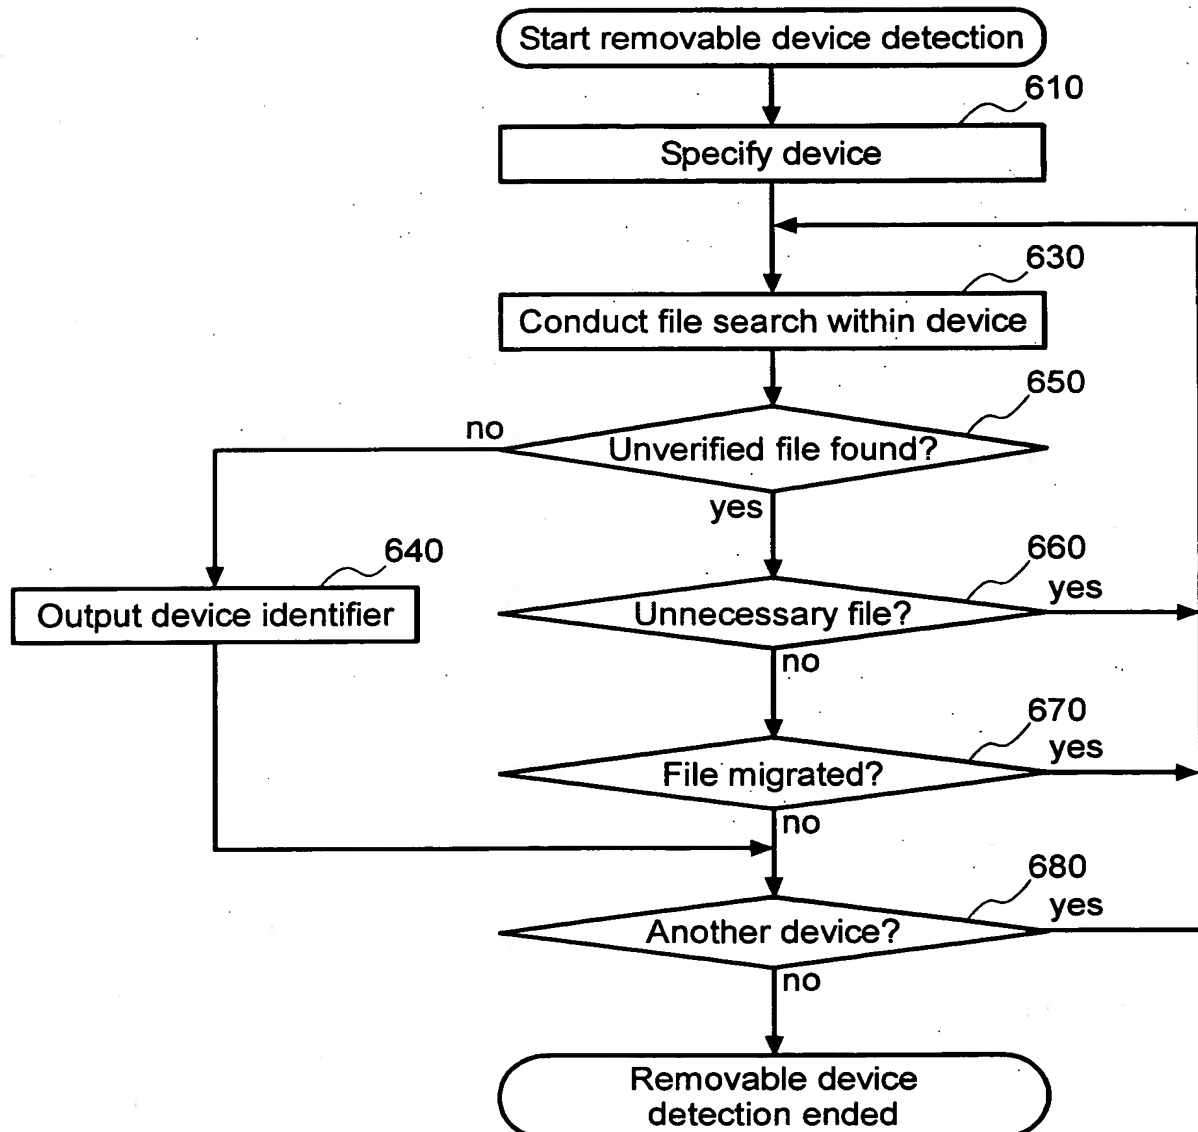 Start removable device detection
610
Specify device
630
Conduct file search within device
650
no
Unverified file found?
yes
640
660
Output device identifier
Unnecessary file?
yes
no
670
File migrated?
yes
no
680
Another device?
yes
no
Removable device
detection ended